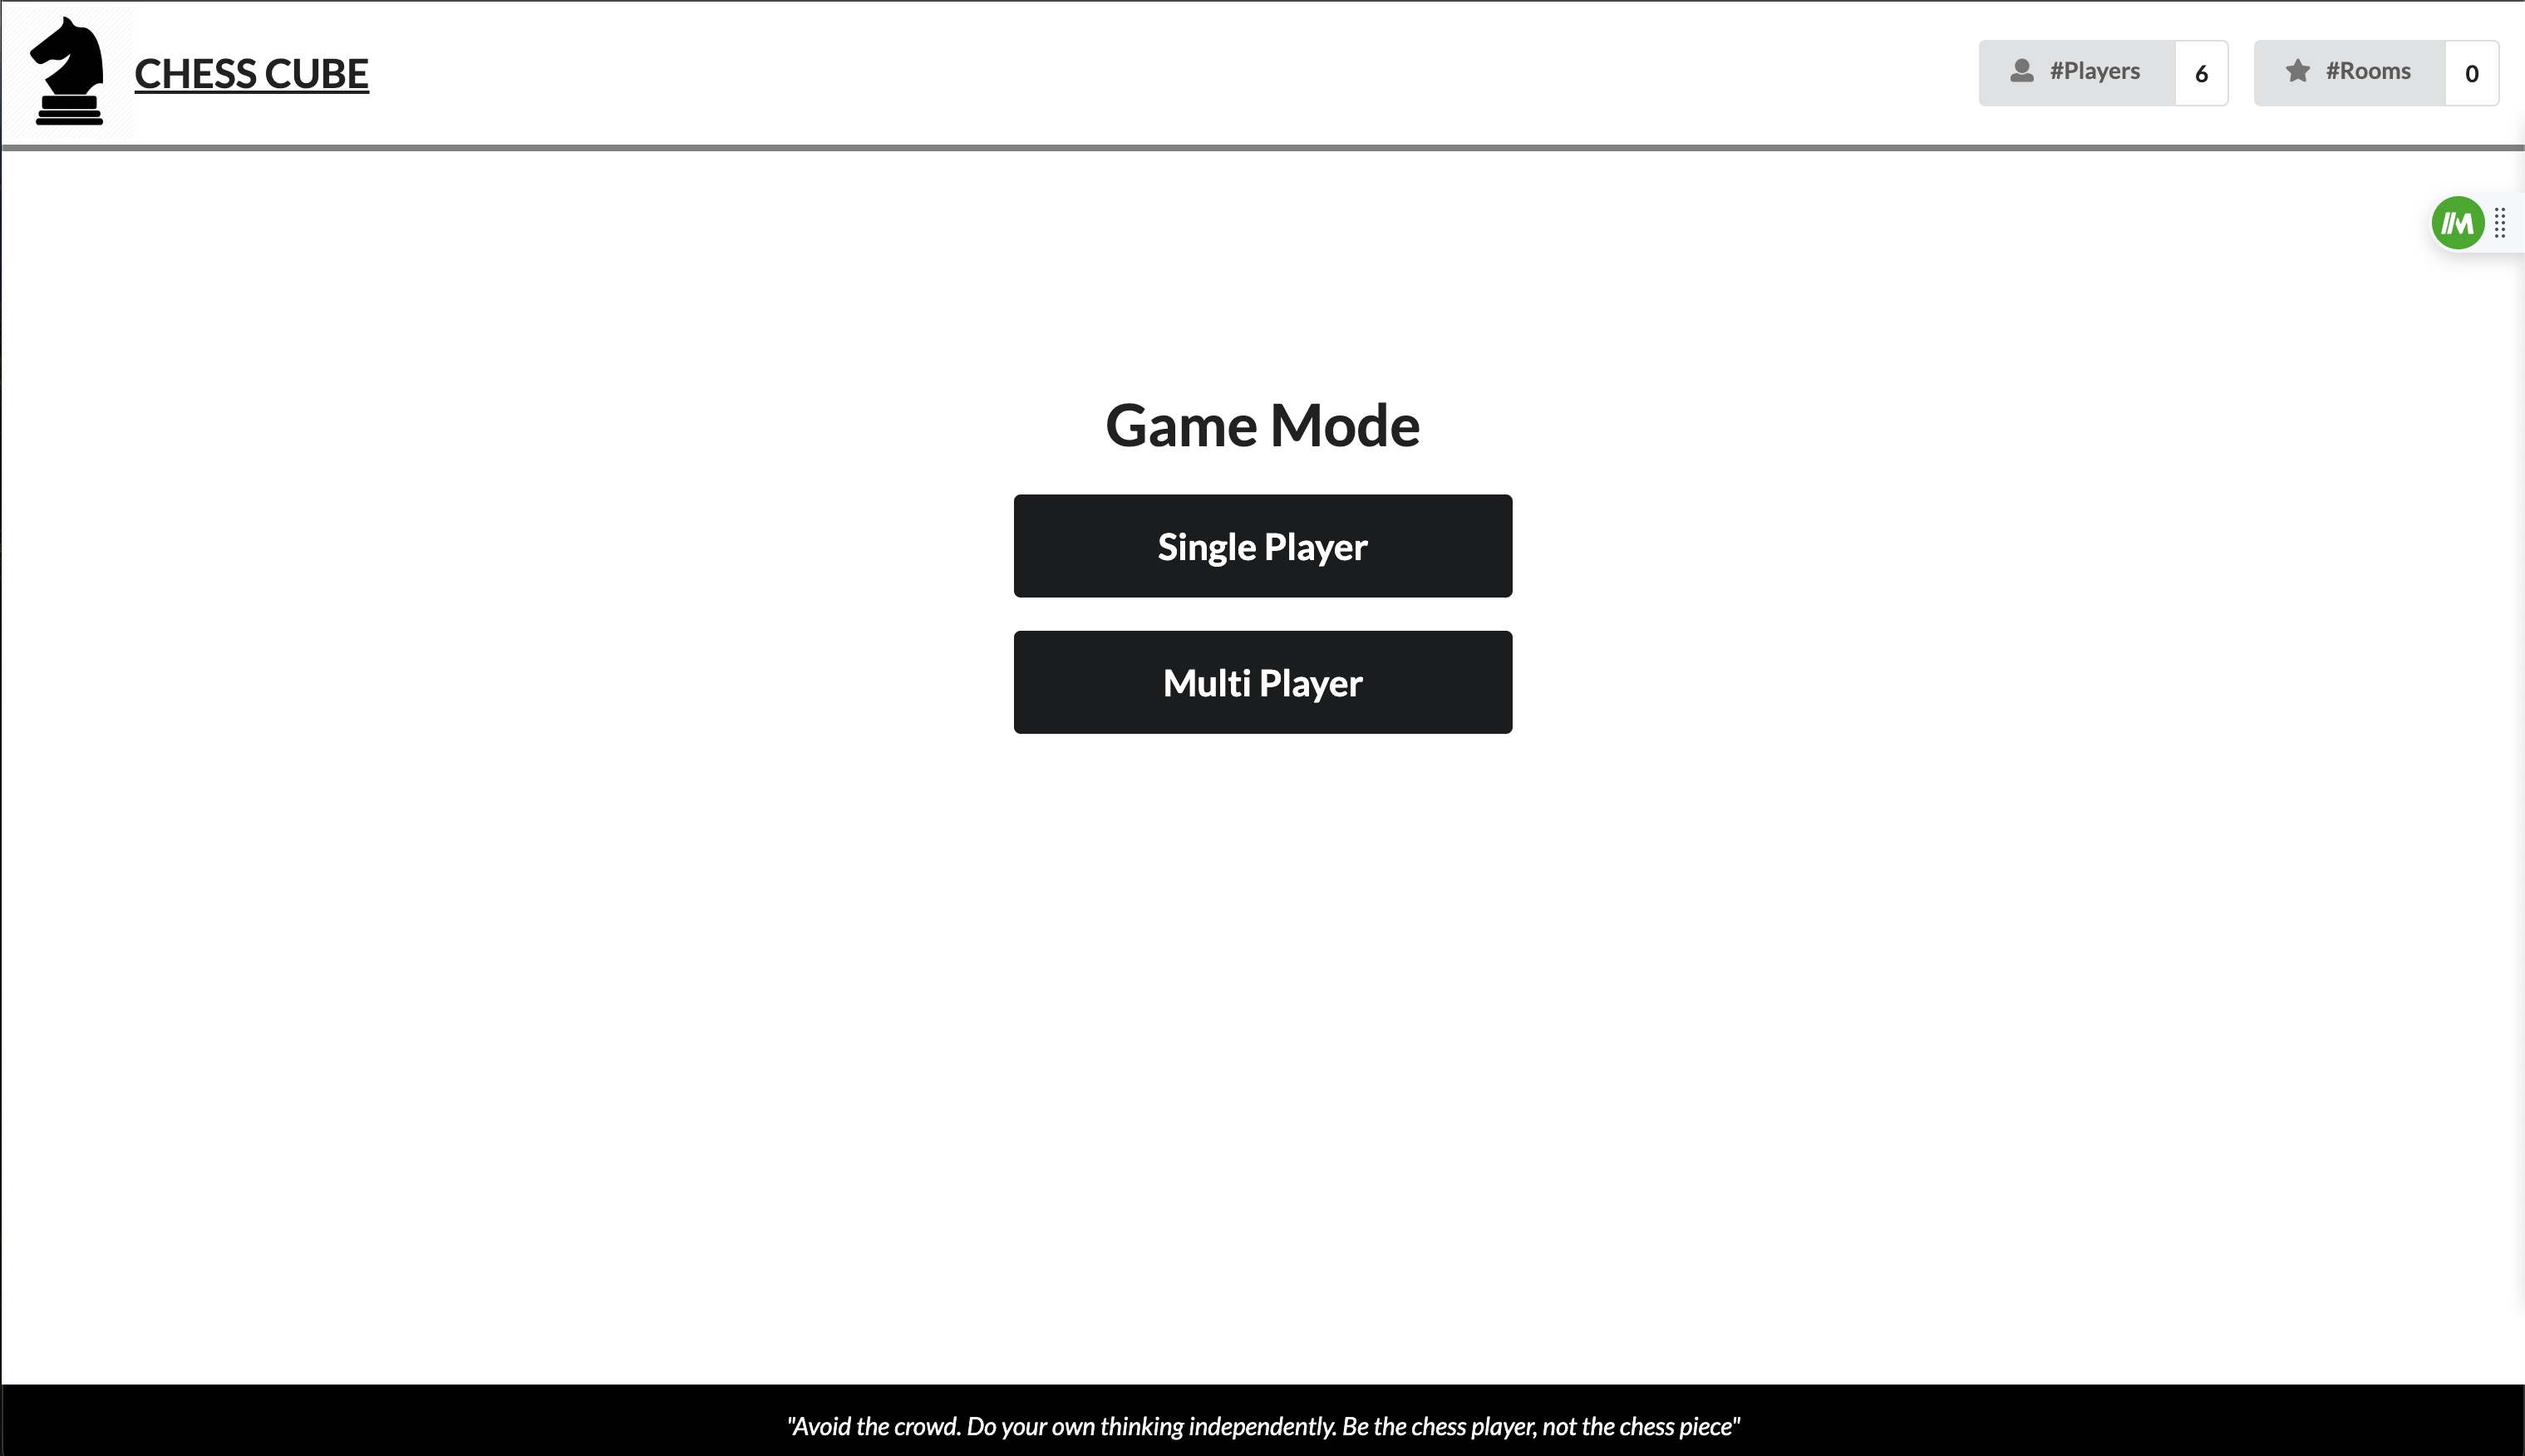 CHESS CUBE
#Players 6
#Rooms 0
Game Mode
Single Player
Multi Player
"Avoid the crowd. Do your own thinking independently. Be the chess player, not the chess piece"